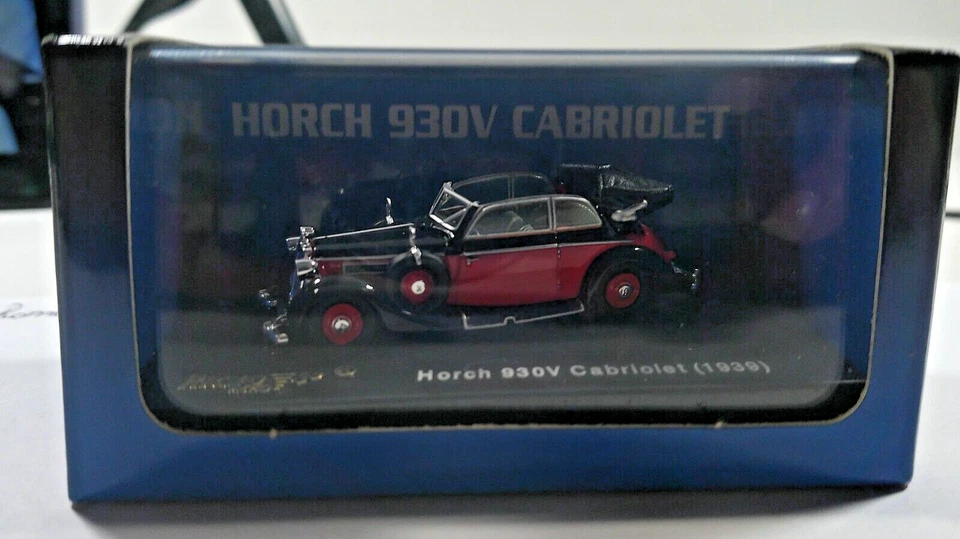 HORCH 930V CABRIOLET
Horch 930V Cabriolet (1939)